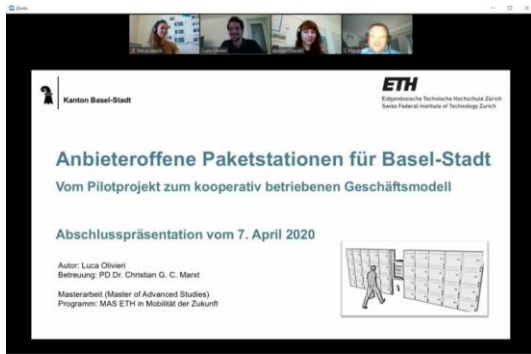 Zoom
Luca Olivieri
Kanton Basel-Stadt
ETH
Eidgenössische Technische Hochschule Zürich
Swiss Federal Institute of Technology Zurich
Anbieteroffene Paketstationen für Basel-Stadt
Vom Pilotprojekt zum kooperativ betriebenen Geschäftsmodell
Abschlusspräsentation vom 7. April 2020
Autor: Luca Olivieri
Betreuung: PD Dr. Christian G. C. Marxt
Masterarbeit (Master of Advanced Studies)
Programm: MAS ETH in Mobilität der Zukunft